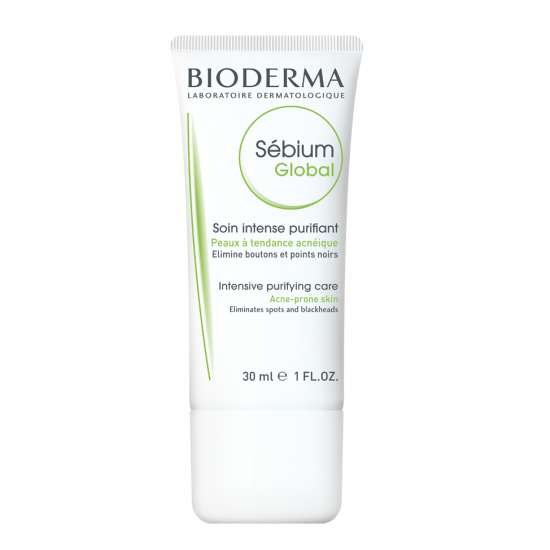 BIODERMA
LABORATOIRE DERMATOLOGIQUE
Sébium
Global
Soin intense purifiant
Peaux à tendance acnéique
Elimine boutons et points noirs
Intensive purifying care
Acne-prone skin
Eliminates spots and blackheads
30 ml ℮ 1 FL.OZ.